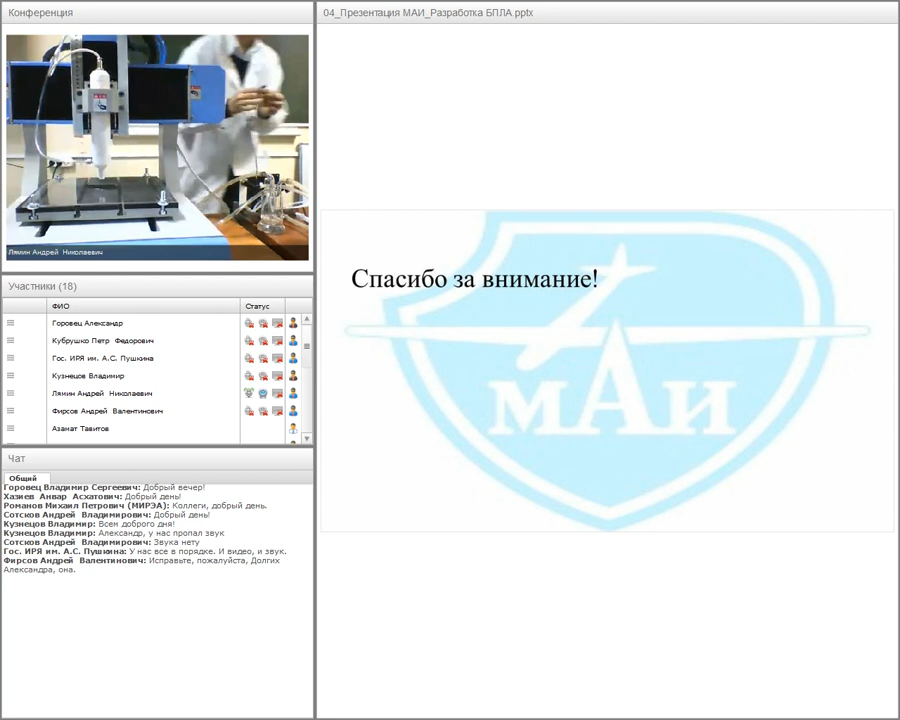 Конференция
Лямин Андрей Николаевич
Участники (18)
ФИО
Статус
Горовец Александр
Кубрушко Петр Федорович
Гос. ИРЯ им. А.С. Пушкина
Кузнецов Владимир
Лямин Андрей Николаевич
Фирсов Андрей Валентинович
Азамат Тавитов
Чат
Общий
Горовец Владимир Сергеевич: Добрый вечер!
Хазиев Анвар Асхатович: Добрый день!
Романов Михаил Петрович (МИРЭА): Коллеги, добрый день.
Сотсков Андрей Владимирович: Добрый день!
Кузнецов Владимир: Всем доброго дня!
Кузнецов Владимир: Александр, у нас пропал звук
Сотсков Андрей Владимирович: Звука нету
Гос. ИРЯ им. А.С. Пушкина: У нас все в порядке. И видео, и звук.
Фирсов Андрей Валентинович: Исправьте, пожалуйста, Долгих
Александра, она.
04_Презентация МАИ_Разработка БПЛА.pptx
Спасибо за внимание!
МАИ